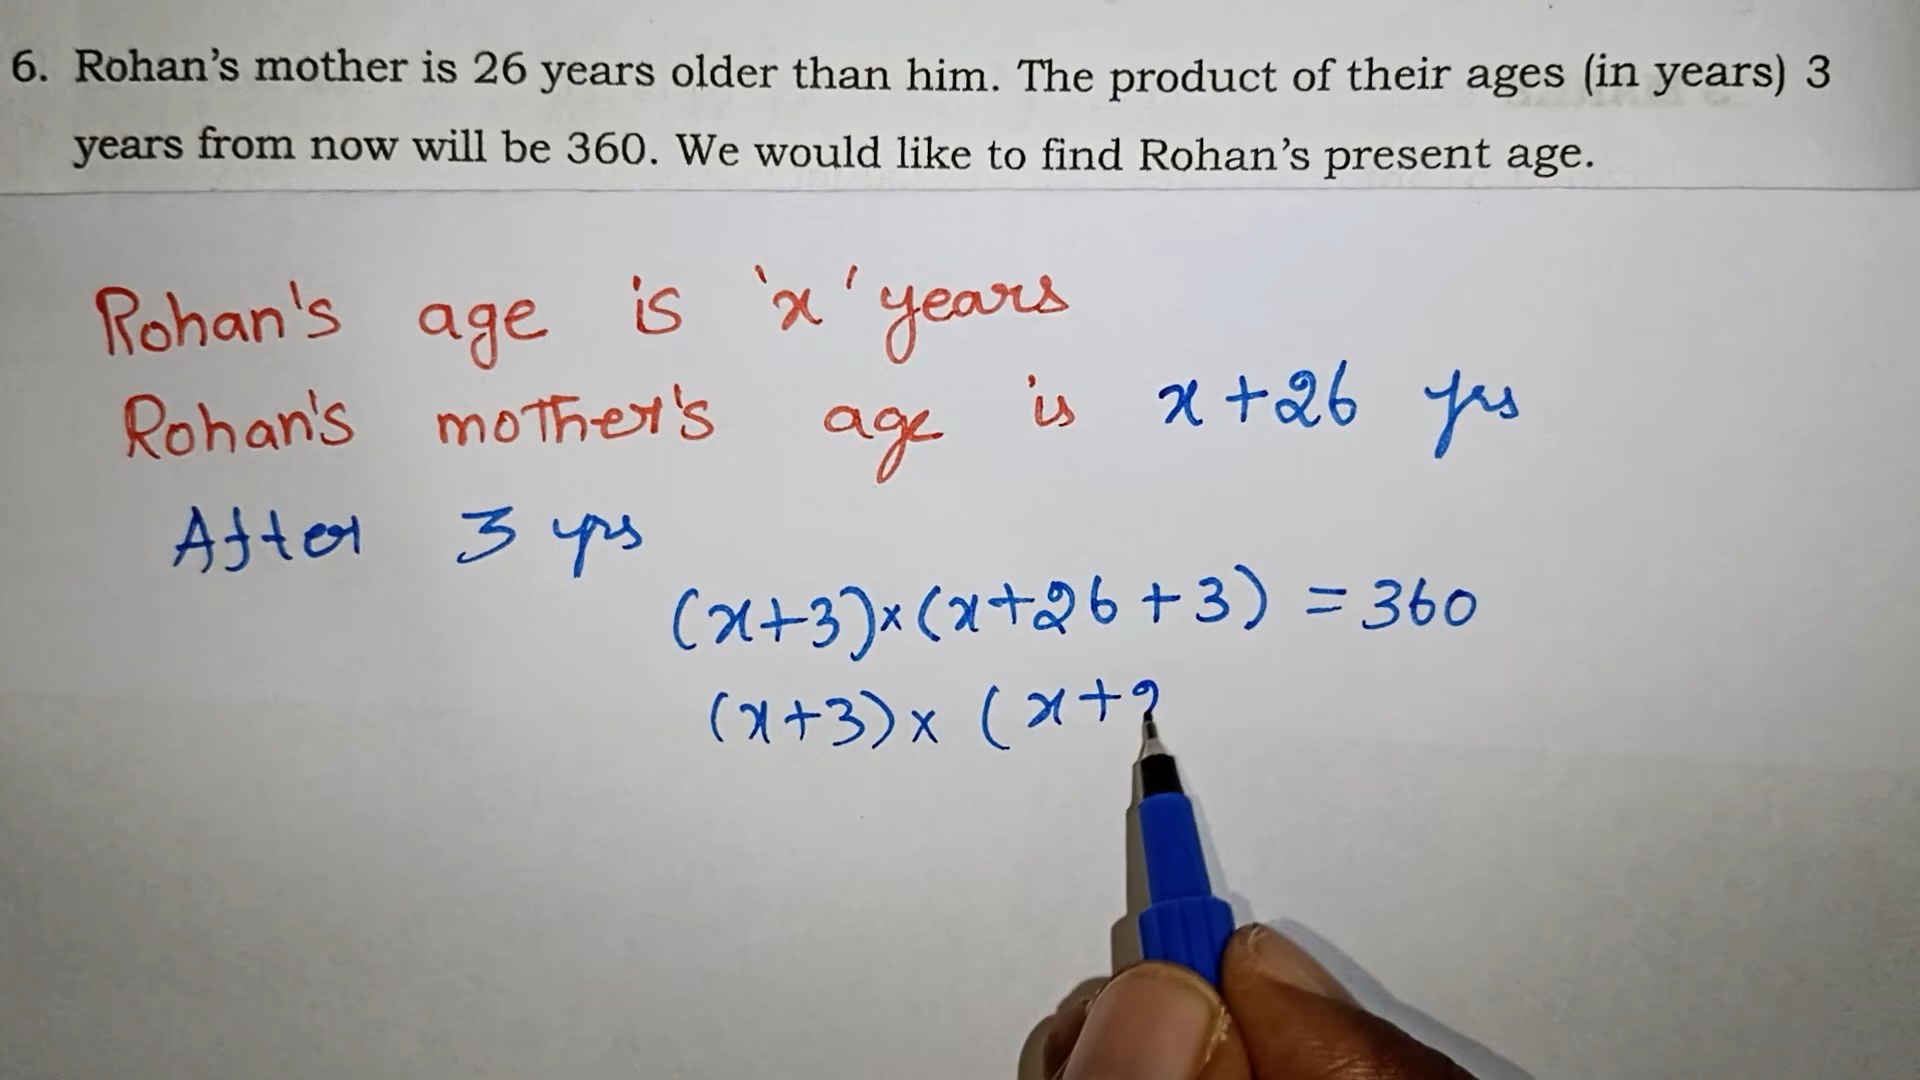 6. Rohan's mother is 26 years older than him. The product of their ages (in years) 3
years from now will be 360. We would like to find Rohan's present age.
Rohan's age is 'x' years
Rohan's mother's age is x+26 yrs
After 3 yrs
(x+3)×(x+26+3) = 360
(x+3)× (x+2